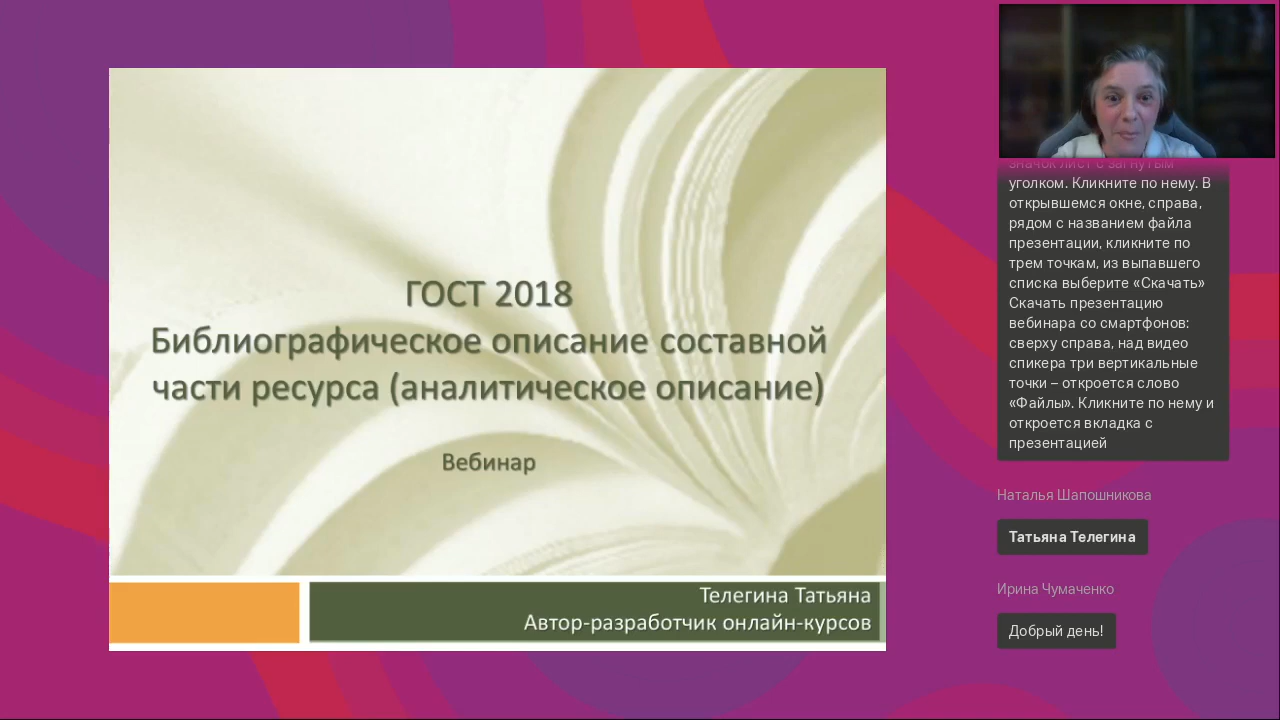 ГОСТ 2018
Библиографическое описание составной
части ресурса (аналитическое описание)
Вебинар
Телегина Татьяна
Автор-разработчик онлайн-курсов
значок лист с загнутым
уголком. Кликните по нему. В
открывшемся окне, справа,
рядом с названием файла
презентации, кликните по
трем точкам, из выпавшего
списка выберите «Скачать»
Скачать презентацию
вебинара со смартфонов:
сверху справа, над видео
спикера три вертикальные
точки – откроется слово
«Файлы». Кликните по нему и
откроется вкладка с
презентацией
Наталья Шапошникова
Татьяна Телегина
Ирина Чумаченко
Добрый день!